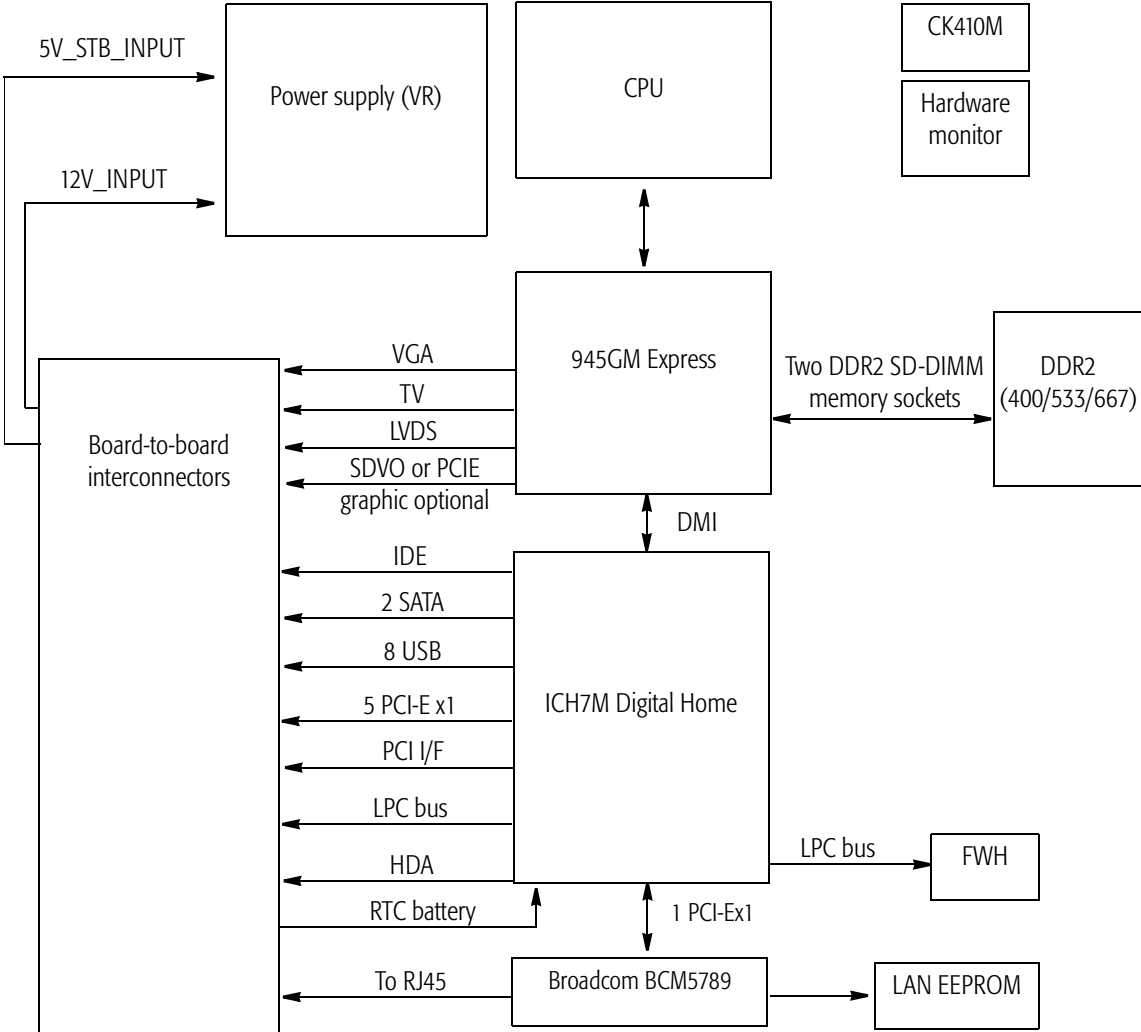 5V_STB_INPUT
Power supply (VR)
CPU
CK410M
Hardware
monitor
12V_INPUT
VGA
TV
LVDS
SDVO or PCIE
graphic optional
945GM Express
Two DDR2 SD-DIMM
memory sockets
DDR2
(400/533/667)
Board-to-board
interconnectors
DMI
IDE
2 SATA
8 USB
5 PCI-E x1
PCI I/F
LPC bus
HDA
RTC battery
ICH7M Digital Home
LPC bus
FWH
1 PCI-Ex1
To RJ45
Broadcom BCM5789
LAN EEPROM